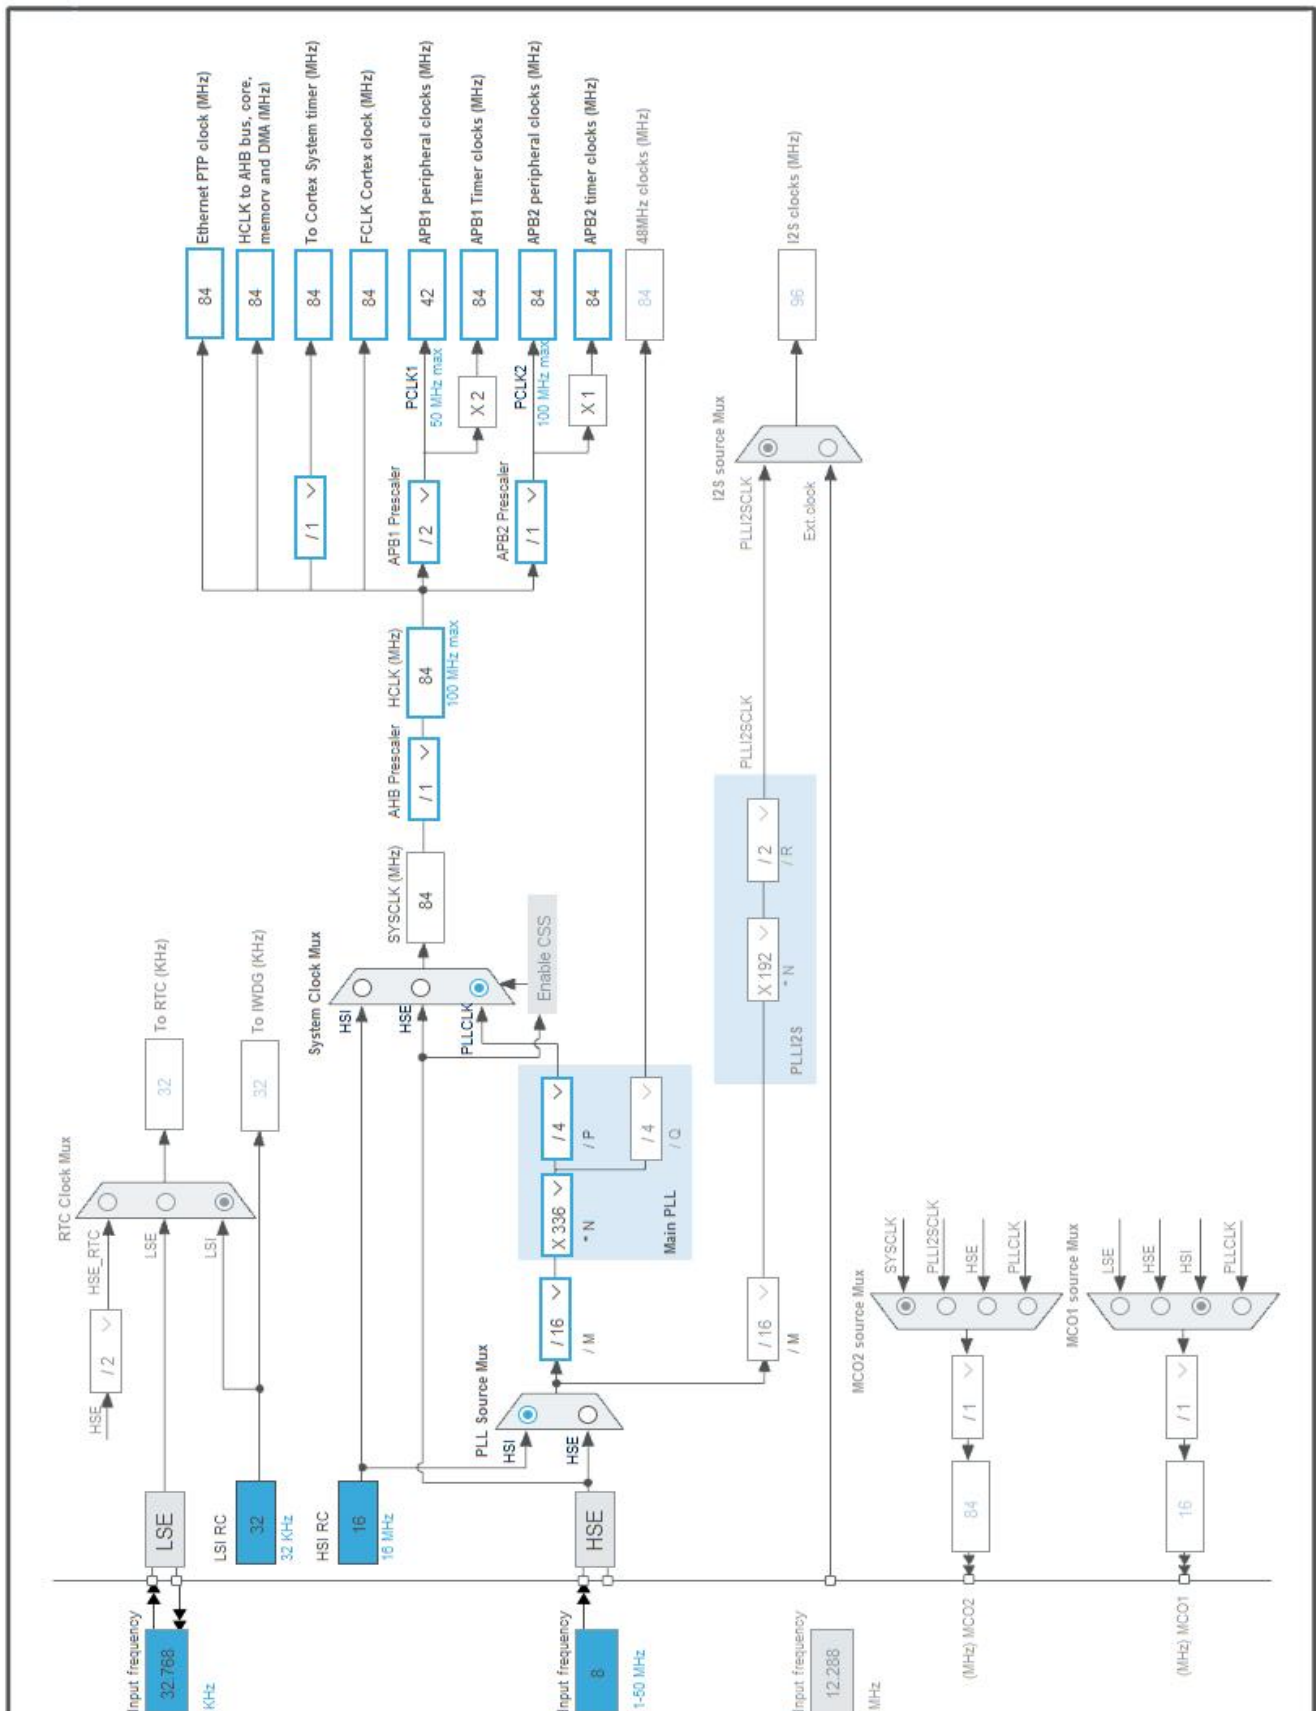 Input frequency
32.768
KHz
LSE
HSE
/ 2
HSE_RTC
LSE
LSI
RTC Clock Mux
32
To RTC (KHz)
LSI RC
32
32 KHz
32
To IWDG (KHz)
HSI RC
16
16 MHz
System Clock Mux
HSI
HSE
PLLCLK
SYSCLK (MHz)
84
AHB Prescaler
/ 1
HCLK (MHz)
84
100 MHz max
Enable CSS
84
Ethernet PTP clock (MHz)
84
HCLK to AHB bus, core,
memory and DMA (MHz)
/ 1
84
To Cortex System timer (MHz)
84
FCLK Cortex clock (MHz)
APB1 Prescaler
/ 2
PCLK1
50 MHz max
42
APB1 peripheral clocks (MHz)
X 2
84
APB1 Timer clocks (MHz)
APB2 Prescaler
/ 1
PCLK2
100 MHz max
84
APB2 peripheral clocks (MHz)
X 1
84
APB2 timer clocks (MHz)
84
48MHz clocks (MHz)
Input frequency
8
1-50 MHz
HSE
PLL Source Mux
HSI
HSE
/ 16
/ M
X 336
* N
/ 4
/ P
/ 4
/ Q
Main PLL
/ 16
/ M
X 192
* N
/ 2
/ R
PLLI2S
PLLI2SCLK
I2S source Mux
PLLI2SCLK
Ext.clock
96
I2S clocks (MHz)
Input frequency
12.288
MHz
MCO2 source Mux
SYSCLK
PLLI2SCLK
HSE
PLLCLK
/ 1
84
(MHz) MCO2
MCO1 source Mux
LSE
HSE
HSI
PLLCLK
/ 1
16
(MHz) MCO1